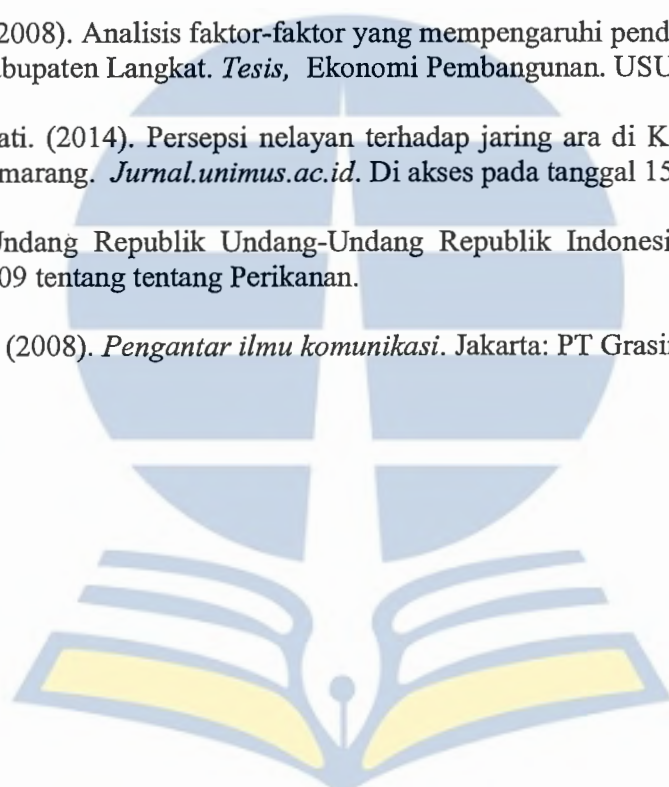 2008). Analisis faktor-faktor yang mempengaruhi pend
abupaten Langkat. Tesis, Ekonomi Pembangunan. USU
ati. (2014). Persepsi nelayan terhadap jaring ara di K
marang. Jurnal.unimus.ac.id. Di akses pada tanggal 15
Undang Republik Undang-Undang Republik Indonesi
09 tentang tentang Perikanan.
(2008). Pengantar ilmu komunikasi. Jakarta: PT Grasi